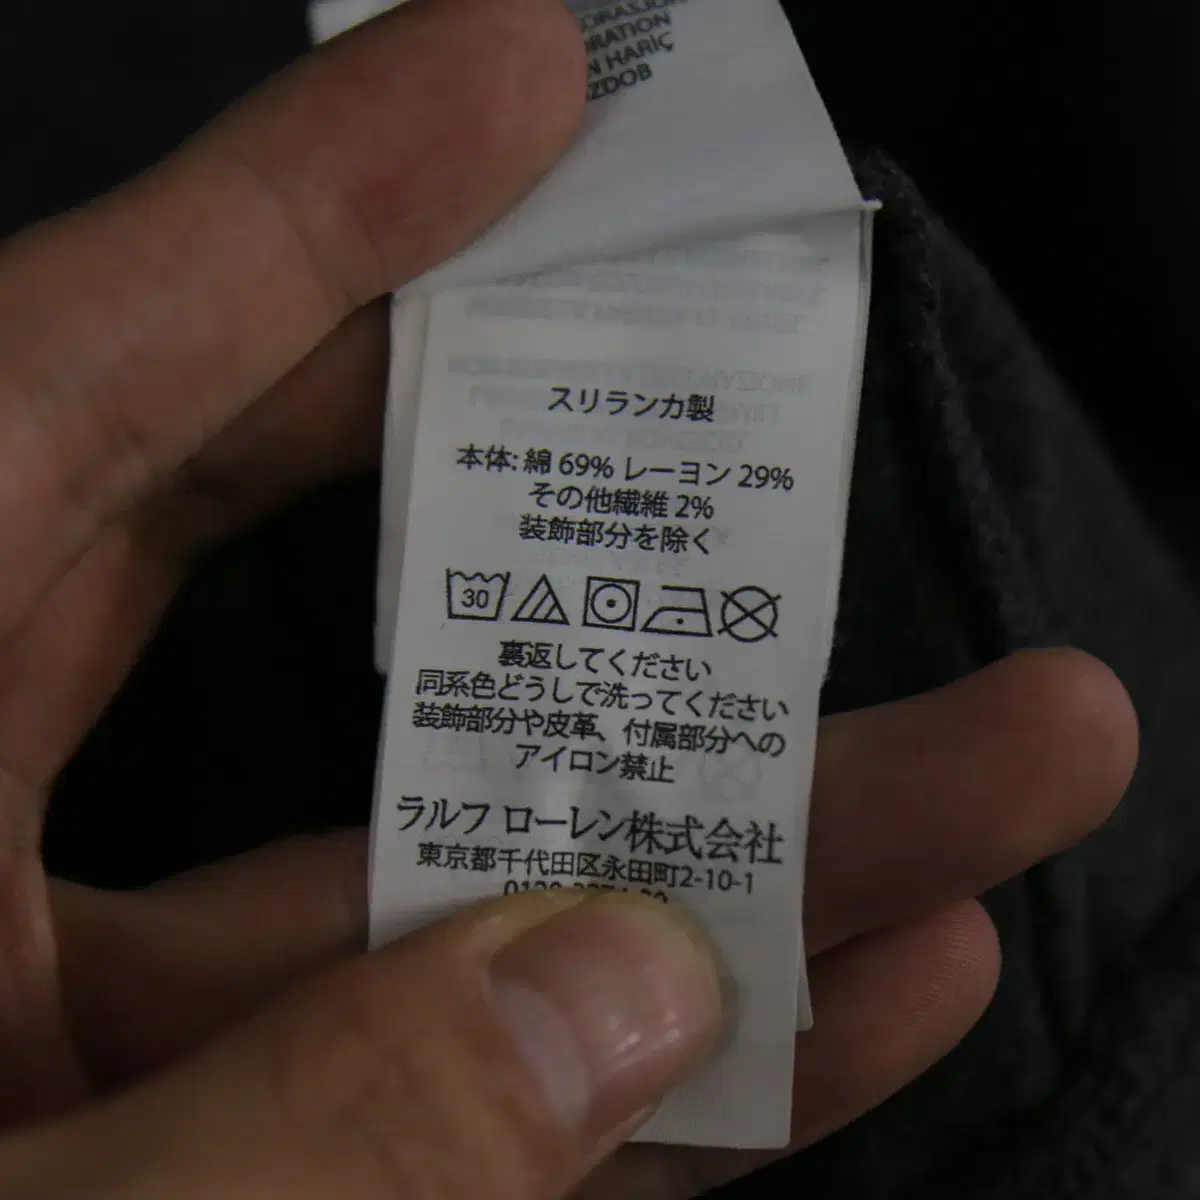 RATION
N HARİÇ
スリランカ製
本体: 綿 69% レーヨン 29%
その他繊維 2%
装飾部分を除く
30
裏返してください
同系色どうしで洗ってください
装飾部分や皮革、付属部分への
アイロン禁止
ラルフ ローレン株式会社
東京都千代田区永田町2-10-1